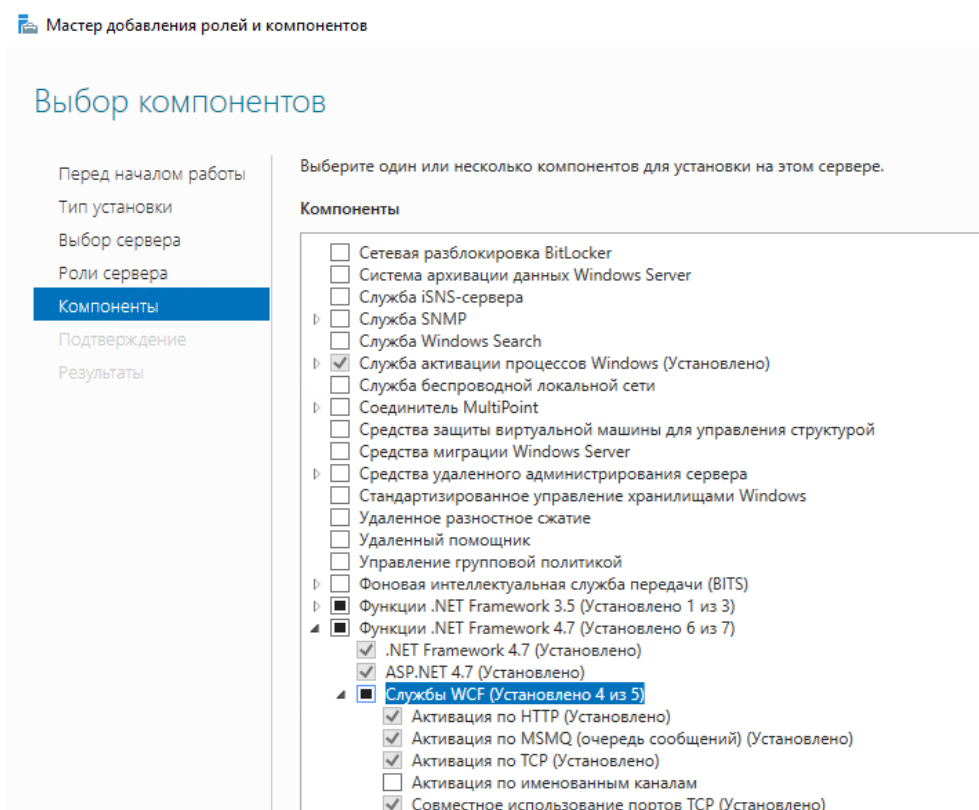 Мастер добавления ролей и компонентов
Выбор компонентов
Перед началом работы
Тип установки
Выбор сервера
Роли сервера
Компоненты
Подтверждение
Результаты
Выберите один или несколько компонентов для установки на этом сервере.
Компоненты
Сетевая разблокировка BitLocker
Система архивации данных Windows Server
Служба iSNS-сервера
Служба SNMP
Служба Windows Search
Служба активации процессов Windows (Установлено)
Служба беспроводной локальной сети
Соединитель MultiPoint
Средства защиты виртуальной машины для управления структурой
Средства миграции Windows Server
Средства удаленного администрирования сервера
Стандартизированное управление хранилищами Windows
Удаленное разностное сжатие
Удаленный помощник
Управление групповой политикой
Фоновая интеллектуальная служба передачи (BITS)
Функции .NET Framework 3.5 (Установлено 1 из 3)
Функции .NET Framework 4.7 (Установлено 6 из 7)
.NET Framework 4.7 (Установлено)
ASP.NET 4.7 (Установлено)
Службы WCF (Установлено 4 из 5)
Активация по HTTP (Установлено)
Активация по MSMQ (очередь сообщений) (Установлено)
Активация по TCP (Установлено)
Активация по именованным каналам
Совместное использование портов TCP (Установлено)